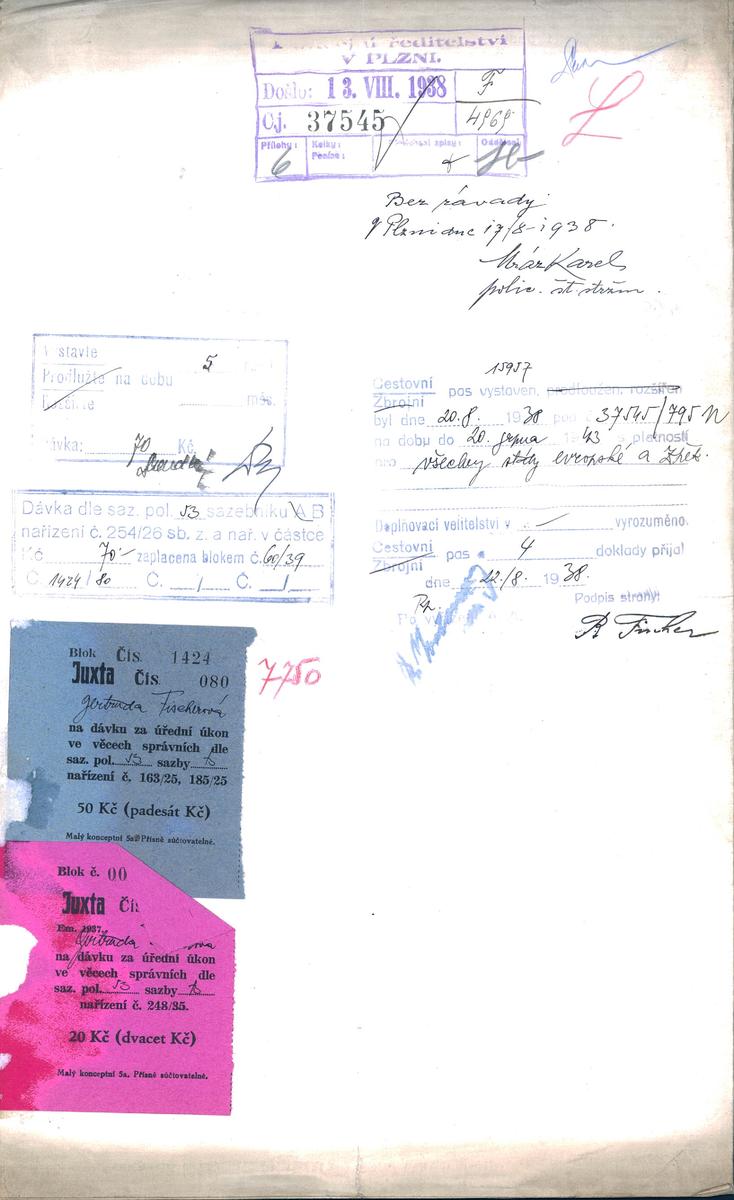 ředitelství
V PLZNI.
Došlo: 13. VIII. 1938 F
Čj. 37545 4969
Přílohy: Kolky: Předchozí spisy: Oddělení
6 Peníze:
Bez závady.
V Plzni dne 17/8-1938.
Mráz Karel
polic. št. strážm.
Vystavte 5
Prodlužte na dobu
měs.
Dávka: 70 Kč
15957
Cestovní pas vystaven, prodloužen, rozšířen
Zbrojní
byl dne 20.8. 1938 pod č. 37545/795 N
na dobu do 20. srpna 1943 s platností
pro všechny státy evropské a zpět.
Doplňovací velitelství v — vyrozuměno.
Cestovní pas a 4 doklady přijal
Zbrojní
dne 22/8. 1938.
Podpis strany:
R Fischer
Dávka dle saz. pol. 53 sazebníku A B
nařízení č. 254/26 sb. z. a nař. v částce
Kč 70·- zaplacena blokem č. 60/39
Č. 1424/80 Č. / Č. /
7750
Blok Čís. 1424
Juxta Čís. 080
Gertruda Fischerová
na dávku za úřední úkon
ve věcech správních dle
saz. pol. 53 sazby
nařízení č. 163/25, 185/25
50 Kč (padesát Kč)
Malý konceptní 5a. Přísně súčtovatelné.
Blok č. 00
Juxta Čís
Em. 1937.
Gertruda
na dávku za úřední úkon
ve věcech správních dle
saz. pol. 53 sazby
nařízení č. 248/35.
20 Kč (dvacet Kč)
Malý konceptní 5a. Přísně súčtovatelné.